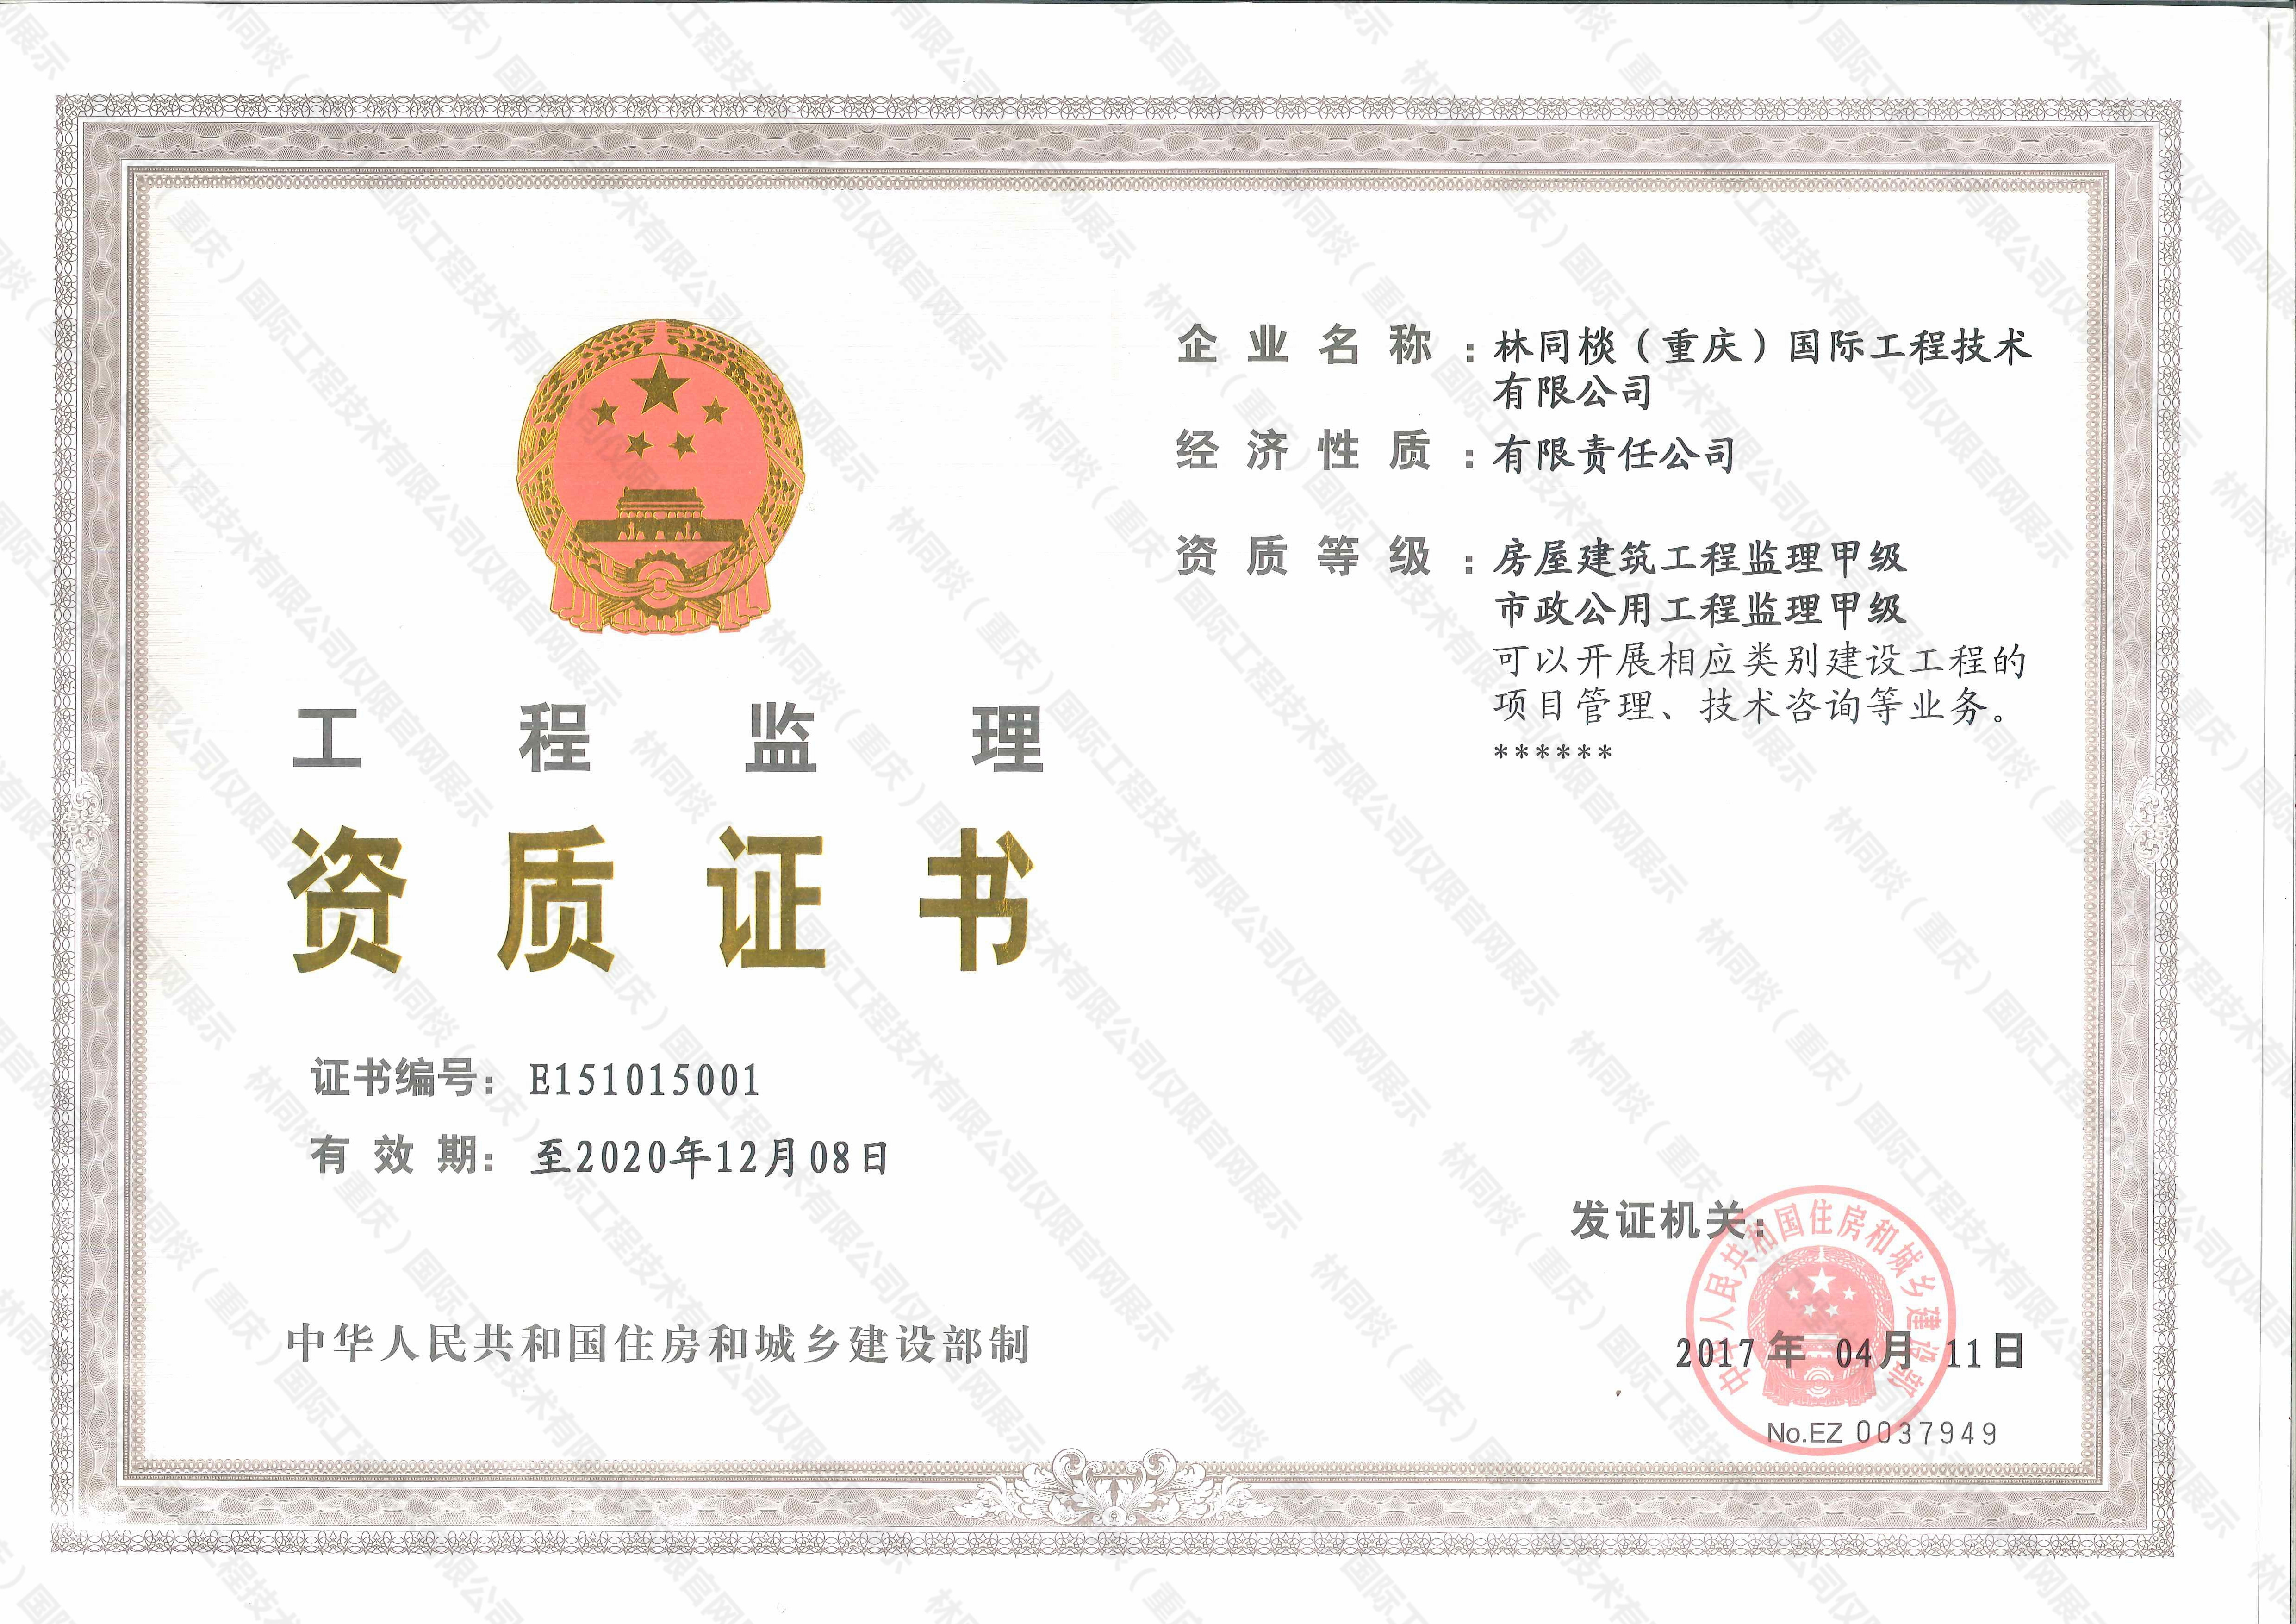 工程监理
资质证书
证书编号： E151015001
有效期： 至2020年12月08日
中华人民共和国住房和城乡建设部制
企业名称：林同棪（重庆）国际工程技术
有限公司
经济性质：有限责任公司
资质等级：房屋建筑工程监理甲级
市政公用工程监理甲级
可以开展相应类别建设工程的
项目管理、技术咨询等业务。
******
发证机关：
中华人民共和国住房和城乡建设部
2017年 04月 11日
No.EZ 0037949
林同棪（重庆）国际工程技术有限公司仅限官网展示